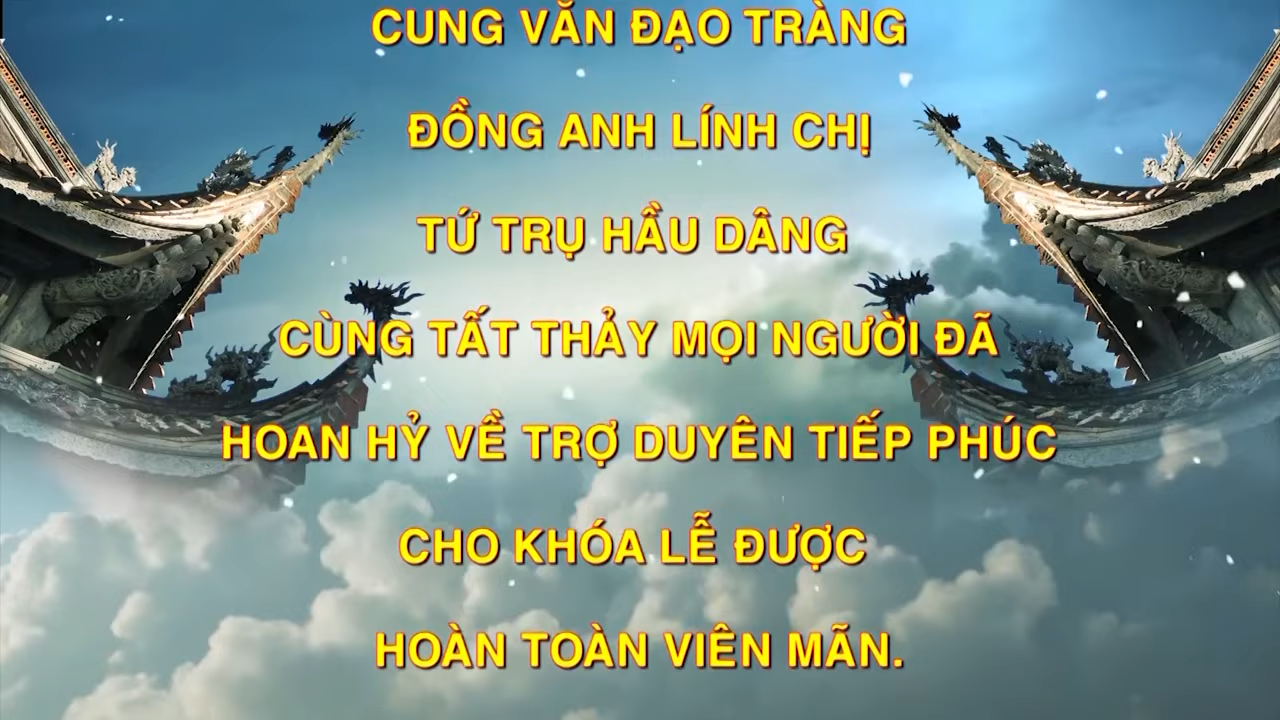 CUNG VĂN ĐẠO TRÀNG
ĐỒNG ANH LÍNH CHỊ
TỨ TRỤ HẦU DÂNG
CÙNG TẤT THẢY MỌI NGƯỜI ĐÃ
HOAN HỶ VỀ TRỢ DUYÊN TIẾP PHÚC
CHO KHÓA LỄ ĐƯỢC
HOÀN TOÀN VIÊN MÃN.